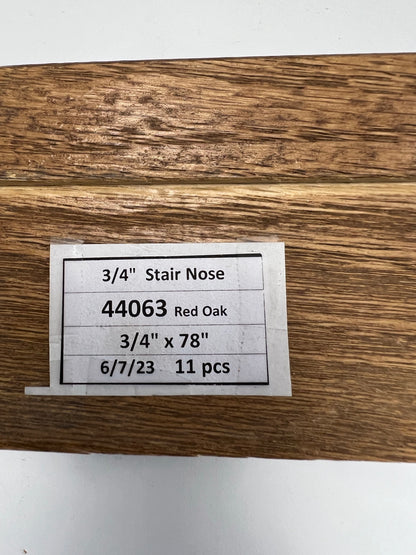 3/4" Stair Nose
44063 Red Oak
3/4" x 78"
6/7/23 11 pcs